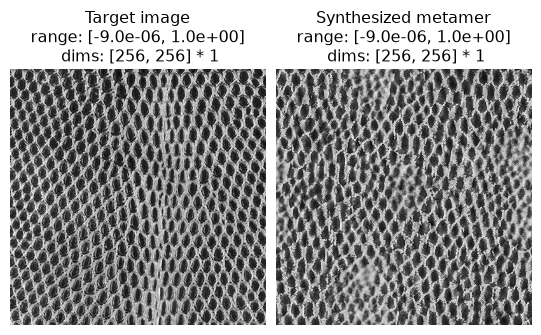 Target image
range: [-9.0e-06, 1.0e+00]
dims: [256, 256] * 1
Synthesized metamer
range: [-9.0e-06, 1.0e+00]
dims: [256, 256] * 1